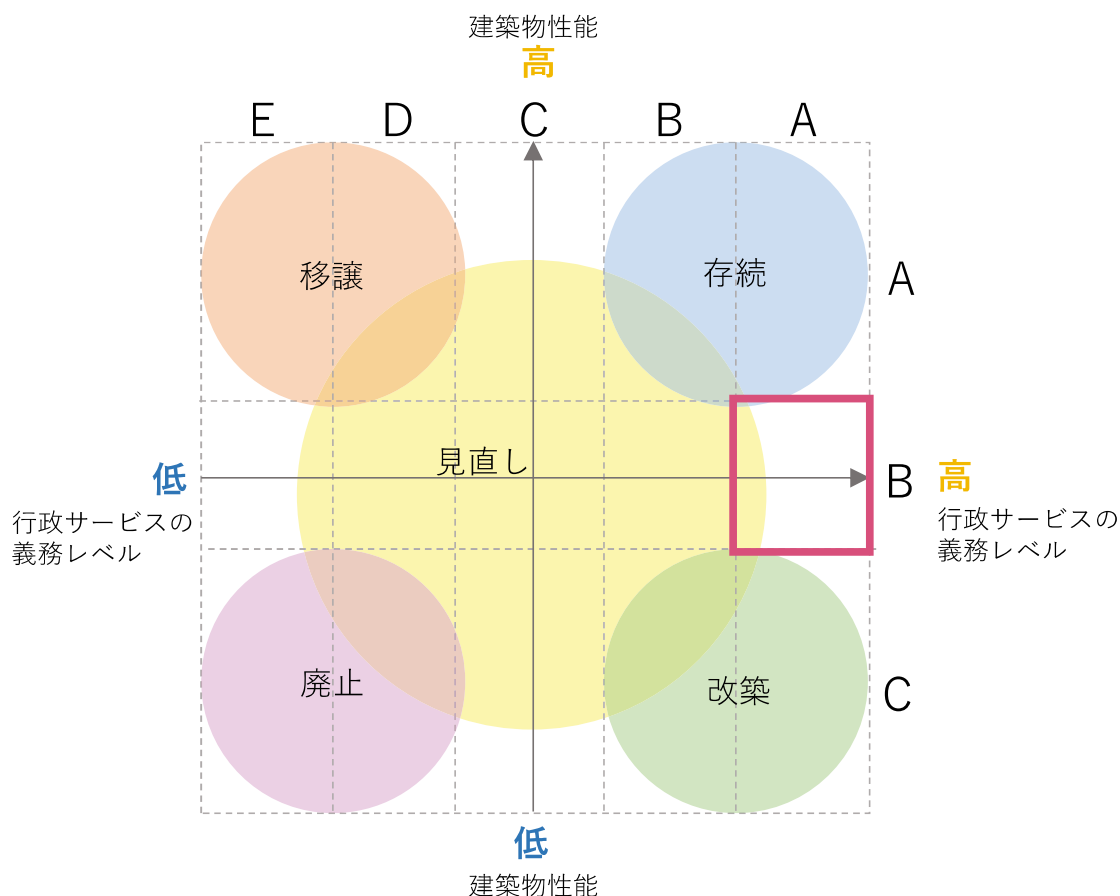 建築物性能
高
E D C B A
移譲
存続
A
見直し
低
B
高
行政サービスの
義務レベル
行政サービスの
義務レベル
廃止
改築
C
低
建築物性能